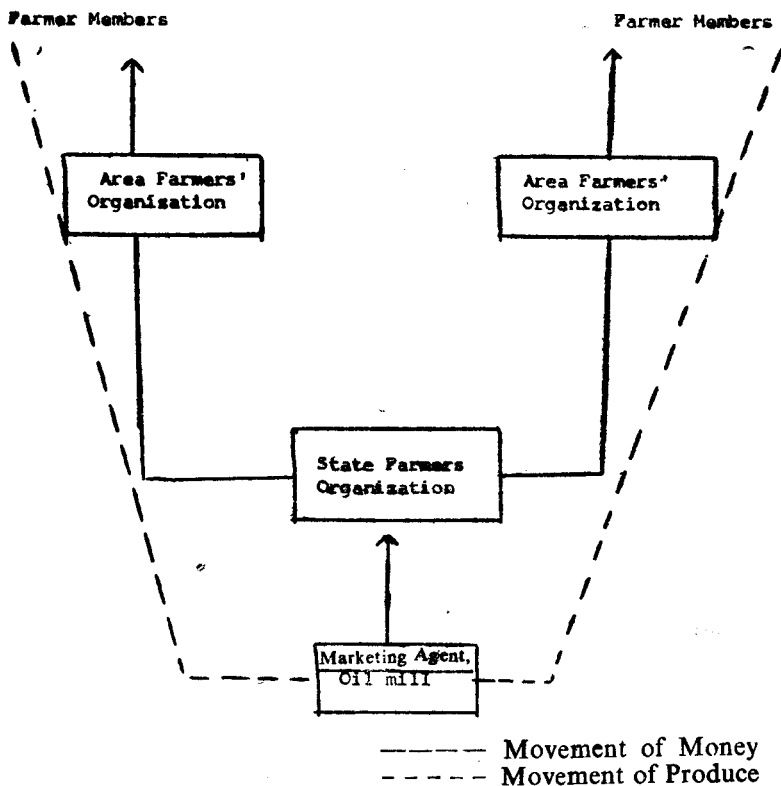 Farmer Members
Farmer Members
Area Farmers'
Organisation
Area Farmers'
Organization
State Farmers
Organization
Marketing Agent,
Oil mill
Movement of Money
Movement of Produce